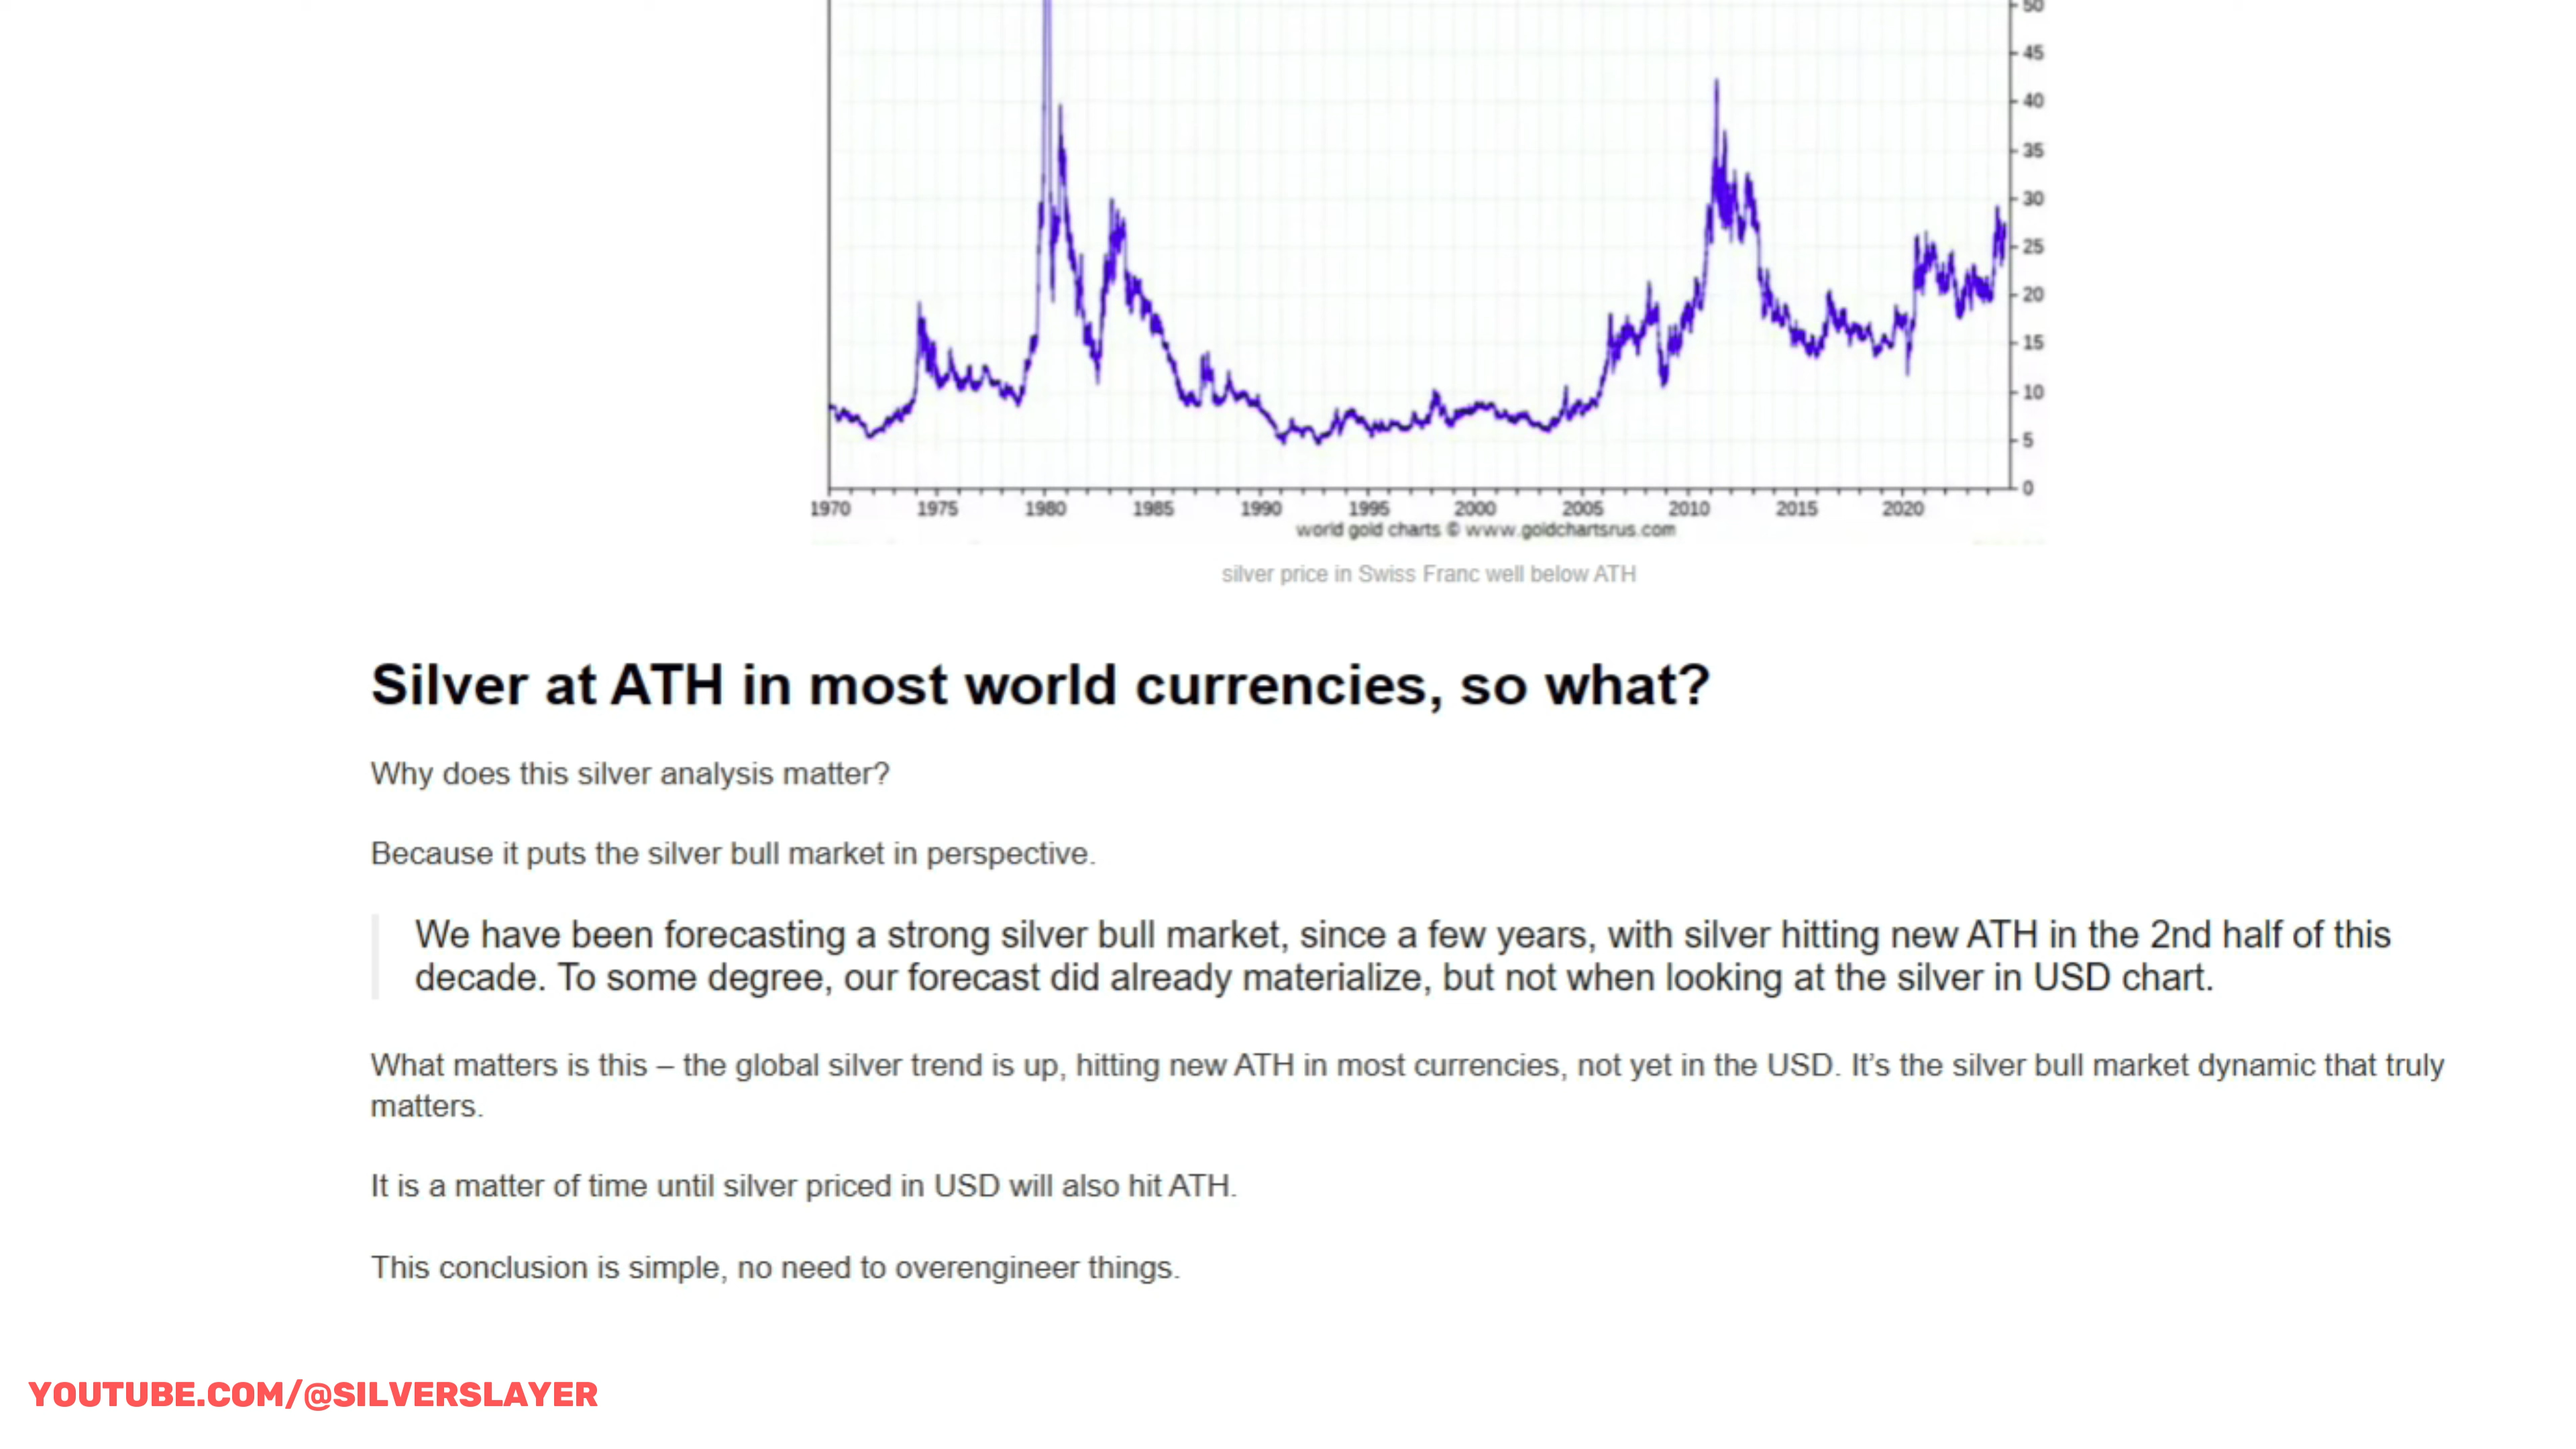 50
45
40
35
30
25
20
15
10
5
0
1970 1975 1980 1985 1990 1995 2000 2005 2010 2015 2020
world gold charts © www.goldchartsrus.com
silver price in Swiss Franc well below ATH
Silver at ATH in most world currencies, so what?
Why does this silver analysis matter?
Because it puts the silver bull market in perspective.
We have been forecasting a strong silver bull market, since a few years, with silver hitting new ATH in the 2nd half of this
decade. To some degree, our forecast did already materialize, but not when looking at the silver in USD chart.
What matters is this – the global silver trend is up, hitting new ATH in most currencies, not yet in the USD. It’s the silver bull market dynamic that truly
matters.
It is a matter of time until silver priced in USD will also hit ATH.
This conclusion is simple, no need to overengineer things.
YOUTUBE.COM/@SILVERSLAYER